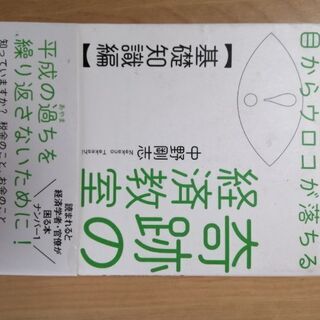 目からウロコが落ちる
奇跡の
経済教室
【基礎知識編】
中野剛志
Nakano Takeshi
読まれると
経済学者・官僚が
困る本
ナンバー1
平成の過ちを
あやま
繰り返さないために!
知っていますか? 税金のこと、お金のこと